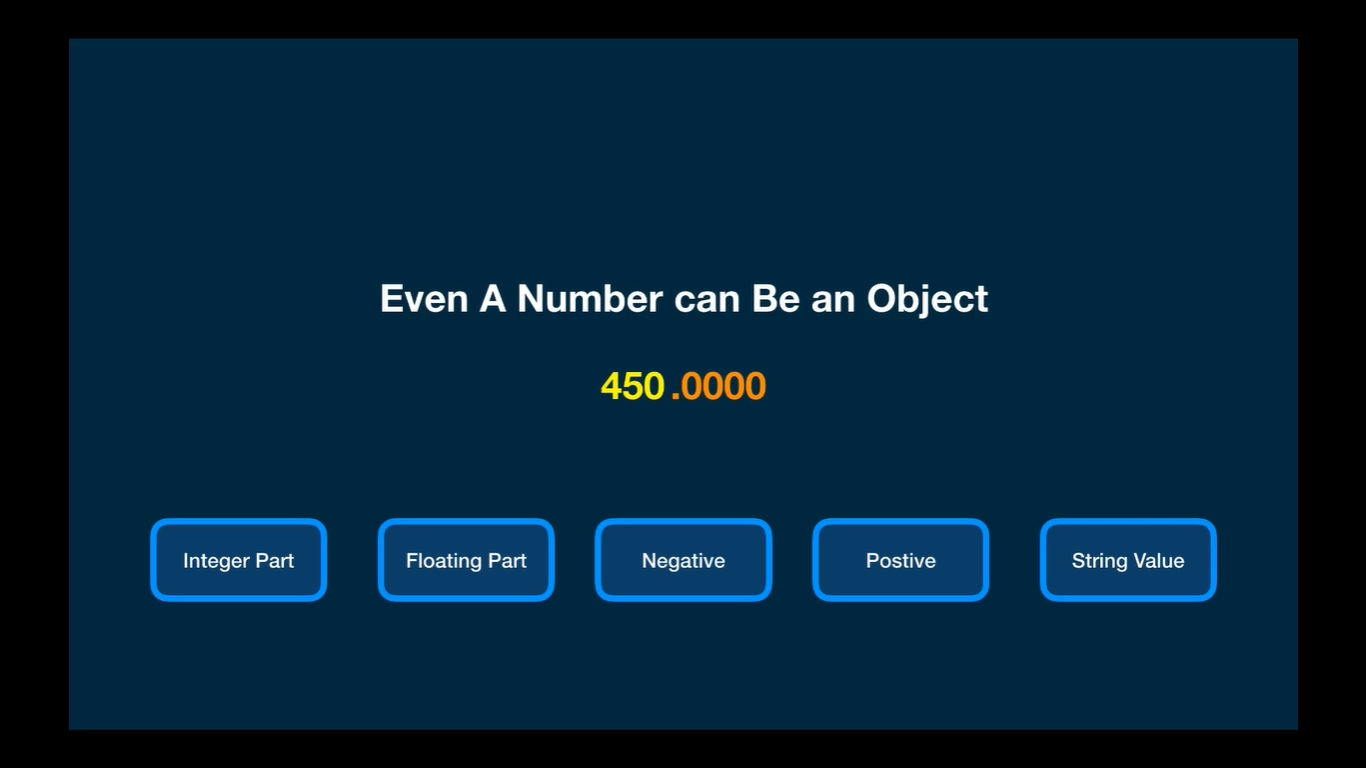 Even A Number can Be an Object
450.0000
Integer Part
Floating Part
Negative
Postive
String Value